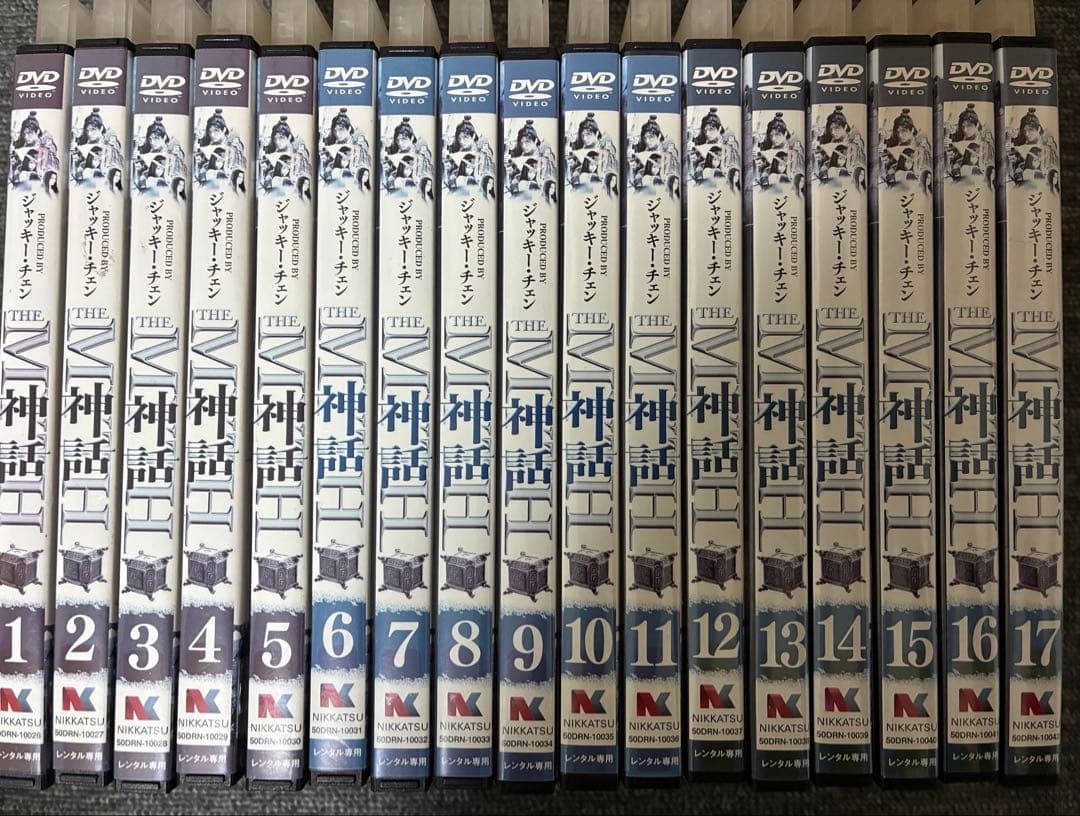 DVD
VIDEO
PRODUCED BY
ジャッキー・チェン
THE MYTH
神話
1
NIKKATSU
0DRN-10026
レンタル専用
DVD
VIDEO
PRODUCED BY
ジャッキー・チェン
THE MYTH
神話
2
NIKKATSU
50DRN-10027
レンタル専用
DVD
VIDEO
PRODUCED BY
ジャッキー・チェン
THE MYTH
神話
3
NIKKATSU
50DRN-10028
レンタル専用
DVD
VIDEO
PRODUCED BY
ジャッキー・チェン
THE MYTH
神話
4
NIKKATSU
50DRN-10029
レンタル専用
DVD
VIDEO
PRODUCED BY
ジャッキー・チェン
THE MYTH
神話
5
NIKKATSU
50DRN-10030
レンタル専用
DVD
VIDEO
PRODUCED BY
ジャッキー・チェン
THE MYTH
神話
6
NIKKATSU
50DRN-10031
レンタル専用
DVD
VIDEO
PRODUCED BY
ジャッキー・チェン
THE MYTH
神話
7
NIKKATSU
50DRN-10032
レンタル専用
DVD
VIDEO
PRODUCED BY
ジャッキー・チェン
THE MYTH
神話
8
NIKKATSU
50DRN-10033
レンタル専用
DVD
VIDEO
PRODUCED BY
ジャッキー・チェン
THE MYTH
神話
9
NIKKATSU
50DRN-10034
レンタル専用
DVD
VIDEO
PRODUCED BY
ジャッキー・チェン
THE MYTH
神話
10
NIKKATSU
50DRN-10035
レンタル専用
DVD
VIDEO
PRODUCED BY
ジャッキー・チェン
THE MYTH
神話
11
NIKKATSU
50DRN-10036
レンタル専用
DVD
VIDEO
PRODUCED BY
ジャッキー・チェン
THE MYTH
神話
12
NIKKATSU
50DRN-10037
レンタル専用
DVD
VIDEO
PRODUCED BY
ジャッキー・チェン
THE MYTH
神話
13
NIKKATSU
50DRN-10038
レンタル専用
DVD
VIDEO
PRODUCED BY
ジャッキー・チェン
THE MYTH
神話
14
NIKKATSU
50DRN-10039
レンタル専用
DVD
VIDEO
PRODUCED BY
ジャッキー・チェン
THE MYTH
神話
15
NIKKATSU
50DRN-10040
レンタル専用
DVD
VIDEO
PRODUCED BY
ジャッキー・チェン
THE MYTH
神話
16
NIKKATSU
50DRN-10041
レンタル専用
DVD
VIDEO
PRODUCED BY
ジャッキー・チェン
THE MYTH
神話
17
NIKKATSU
50DRN-10042
レンタル専用